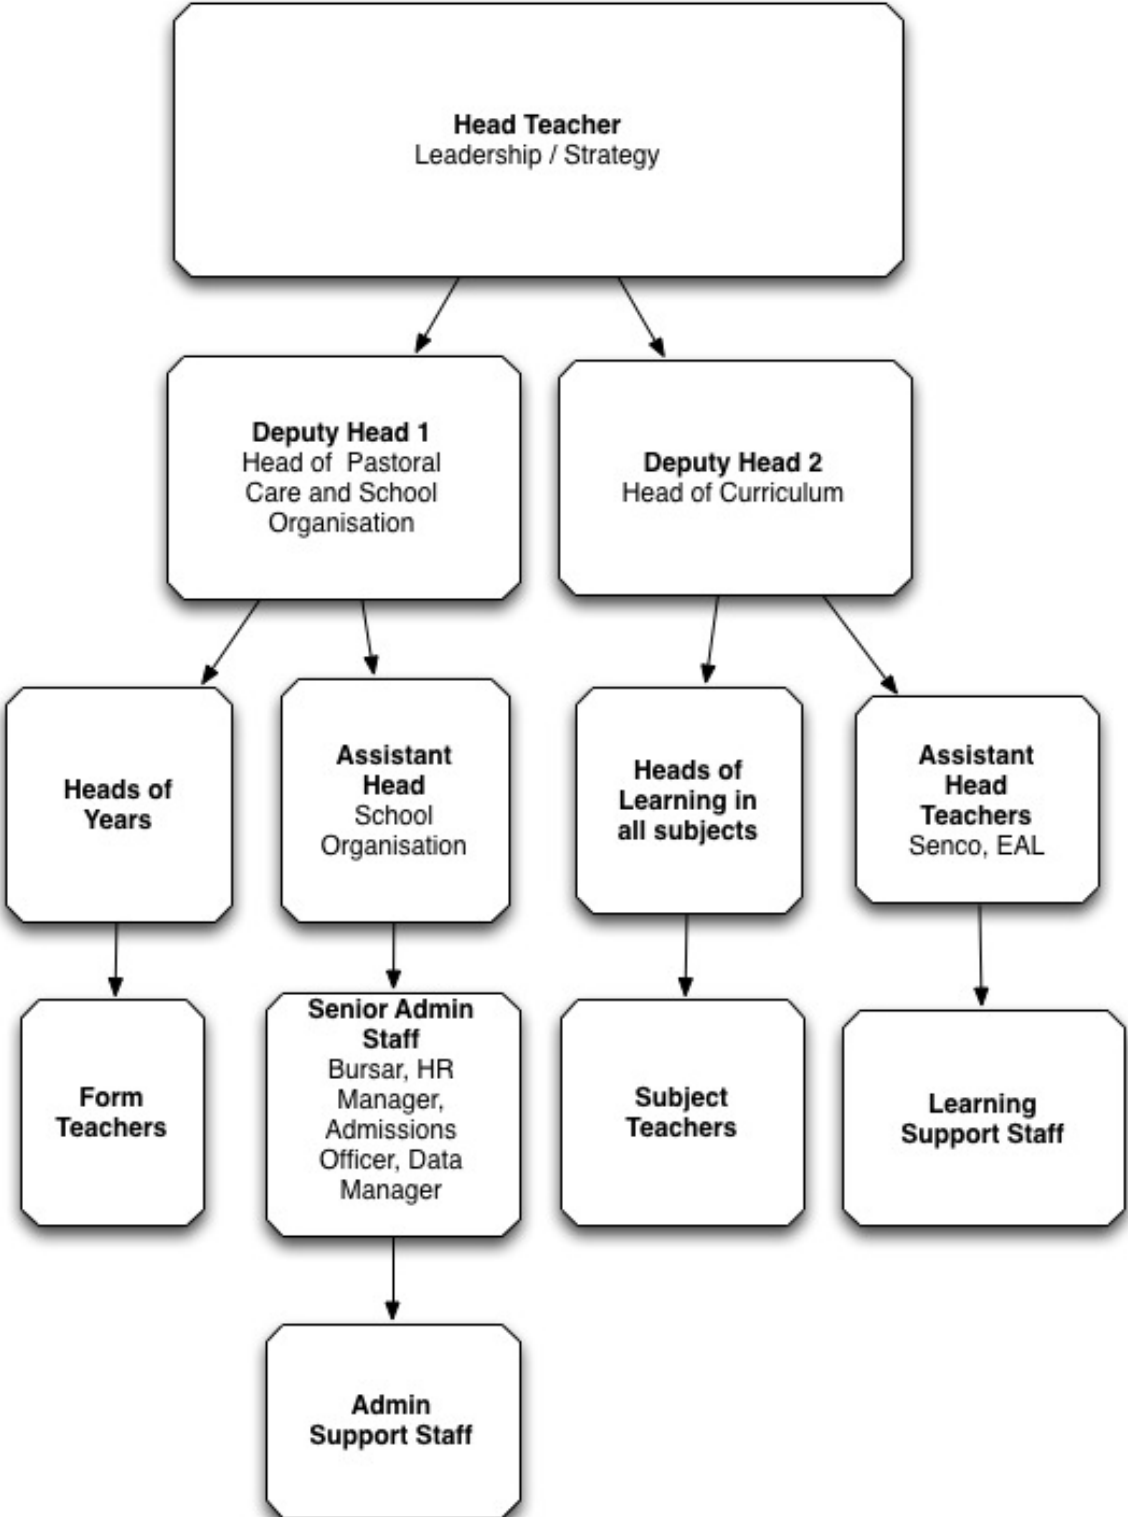 Head Teacher
Leadership / Strategy
Deputy Head 1
Head of Pastoral
Care and School
Organisation
Deputy Head 2
Head of Curriculum
Heads of
Years
Assistant
Head
School
Organisation
Heads of
Learning in
all subjects
Assistant
Head
Teachers
Senco, EAL
Form
Teachers
Senior Admin
Staff
Bursar, HR
Manager,
Admissions
Officer, Data
Manager
Subject
Teachers
Learning
Support Staff
Admin
Support Staff